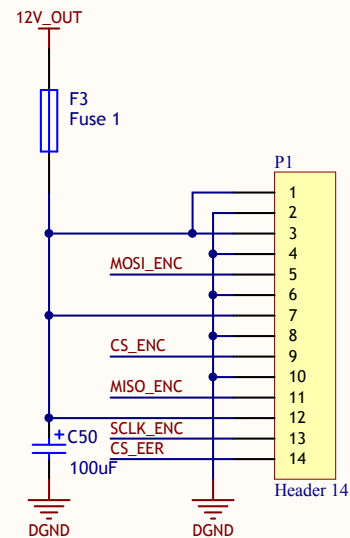 12V_OUT
F3
Fuse 1
P1
1
2
3
4
MOSI_ENC
5
6
7
8
CS_ENC
9
10
MISO_ENC
11
12
SCLK_ENC
13
CS_EER
14
+
C50
100uF
Header 14
DGND
DGND